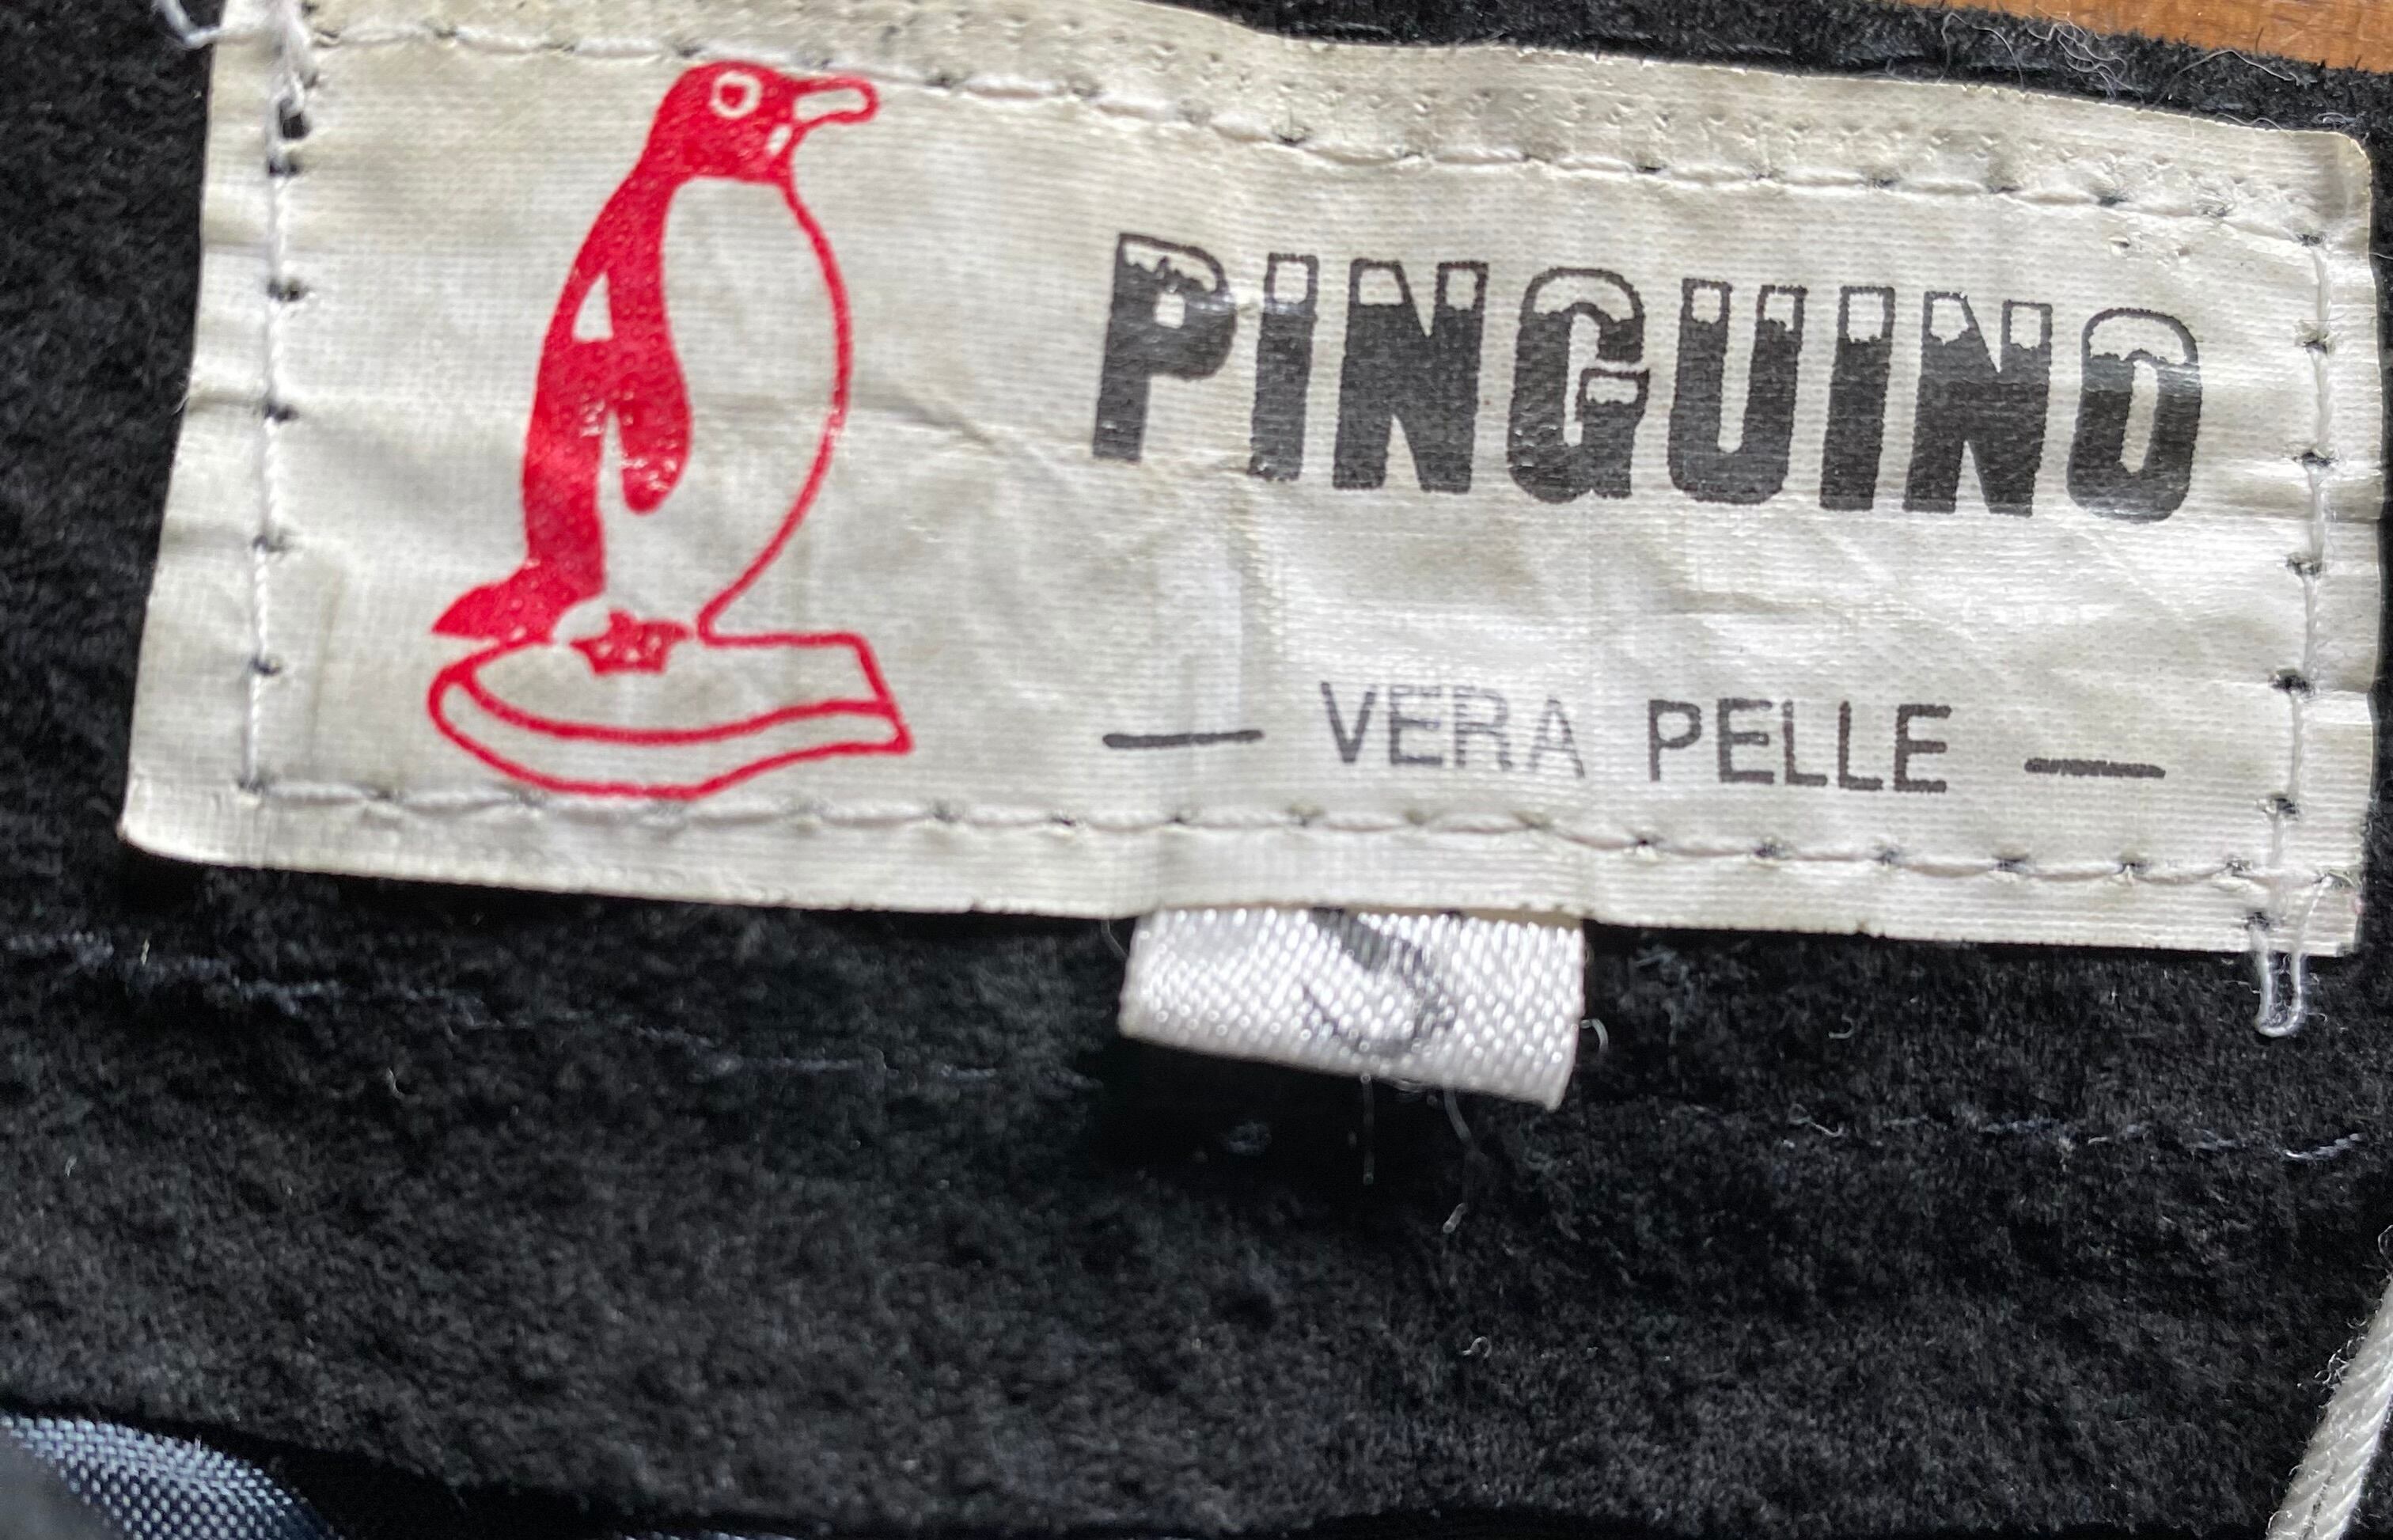 PINGUINO
— VERA PELLE —